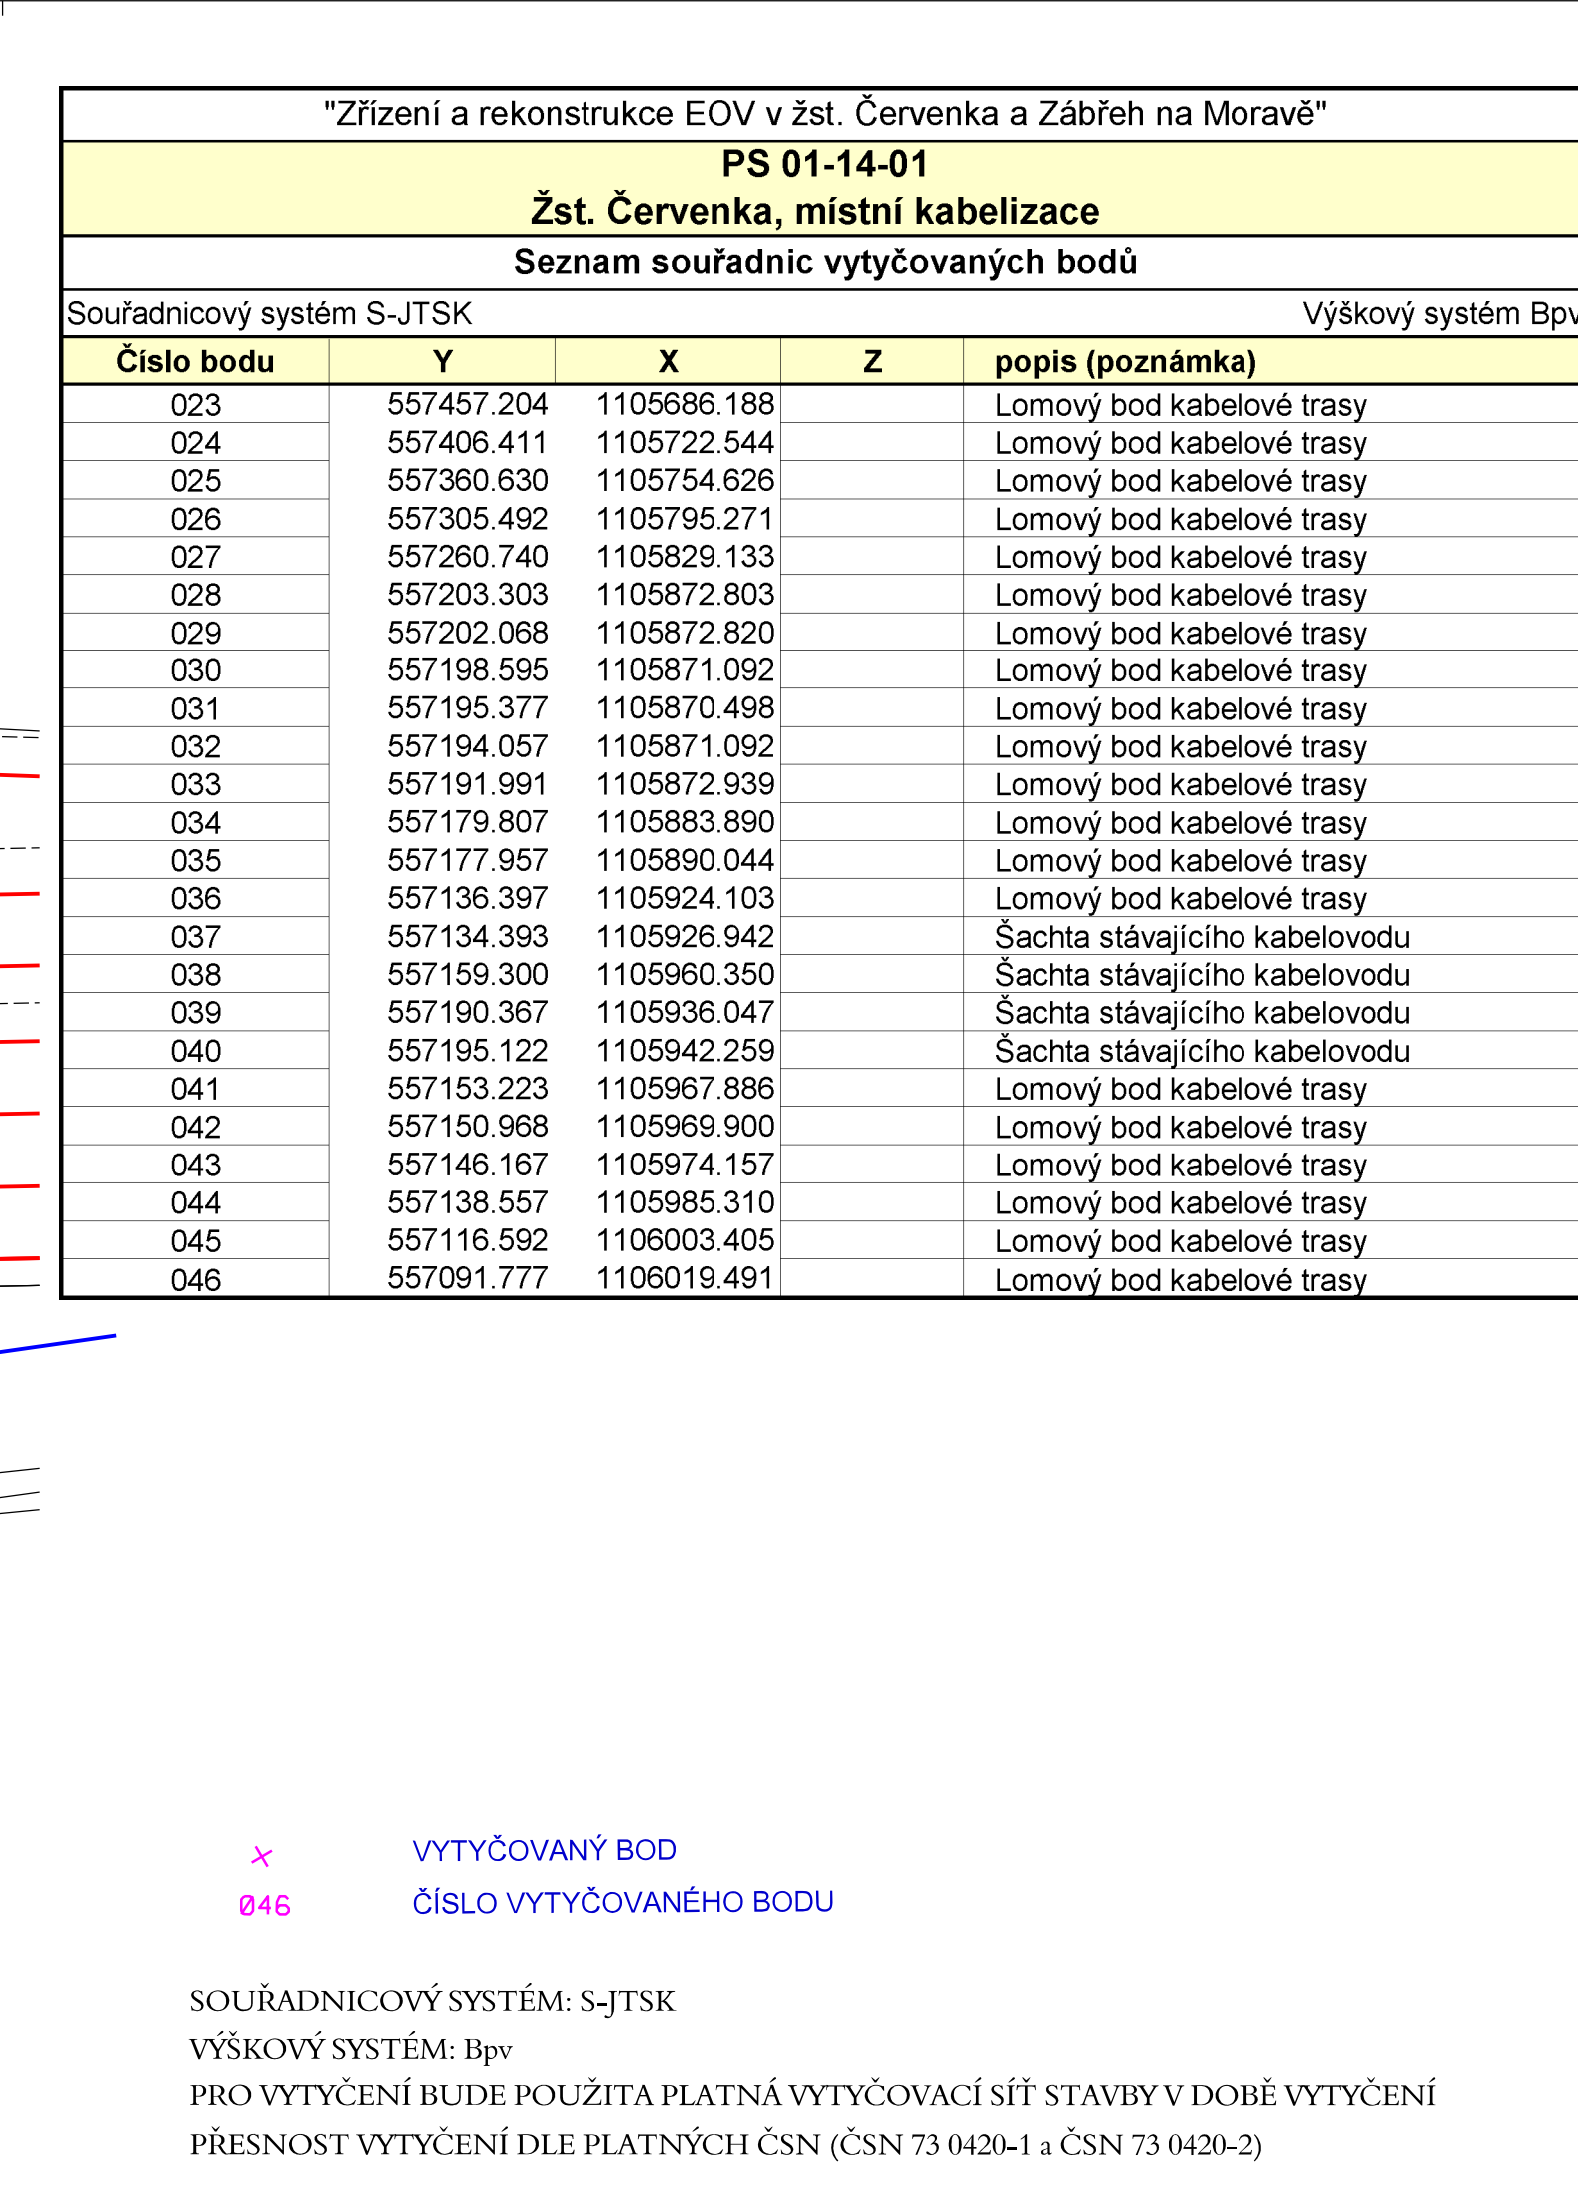 "Zřízení a rekonstrukce EOV v žst. Červenka a Zábřeh na Moravě"
PS 01-14-01
Žst. Červenka, místní kabelizace
Seznam souřadnic vytyčovaných bodů
Souřadnicový systém S-JTSK Výškový systém Bpv
Číslo bodu Y X Z popis (poznámka)
023 557457.204 1105686.188 Lomový bod kabelové trasy
024 557406.411 1105722.544 Lomový bod kabelové trasy
025 557360.630 1105754.626 Lomový bod kabelové trasy
026 557305.492 1105795.271 Lomový bod kabelové trasy
027 557260.740 1105829.133 Lomový bod kabelové trasy
028 557203.303 1105872.803 Lomový bod kabelové trasy
029 557202.068 1105872.820 Lomový bod kabelové trasy
030 557198.595 1105871.092 Lomový bod kabelové trasy
031 557195.377 1105870.498 Lomový bod kabelové trasy
032 557194.057 1105871.092 Lomový bod kabelové trasy
033 557191.991 1105872.939 Lomový bod kabelové trasy
034 557179.807 1105883.890 Lomový bod kabelové trasy
035 557177.957 1105890.044 Lomový bod kabelové trasy
036 557136.397 1105924.103 Lomový bod kabelové trasy
037 557134.393 1105926.942 Šachta stávajícího kabelovodu
038 557159.300 1105960.350 Šachta stávajícího kabelovodu
039 557190.367 1105936.047 Šachta stávajícího kabelovodu
040 557195.122 1105942.259 Šachta stávajícího kabelovodu
041 557153.223 1105967.886 Lomový bod kabelové trasy
042 557150.968 1105969.900 Lomový bod kabelové trasy
043 557146.167 1105974.157 Lomový bod kabelové trasy
044 557138.557 1105985.310 Lomový bod kabelové trasy
045 557116.592 1106003.405 Lomový bod kabelové trasy
046 557091.777 1106019.491 Lomový bod kabelové trasy
VYTYČOVANÝ BOD
046 ČÍSLO VYTYČOVANÉHO BODU
SOUŘADNICOVÝ SYSTÉM: S-JTSK
VÝŠKOVÝ SYSTÉM: Bpv
PRO VYTYČENÍ BUDE POUŽITA PLATNÁ VYTYČOVACÍ SÍŤ STAVBY V DOBĚ VYTYČENÍ
PŘESNOST VYTYČENÍ DLE PLATNÝCH ČSN (ČSN 73 0420-1 a ČSN 73 0420-2)